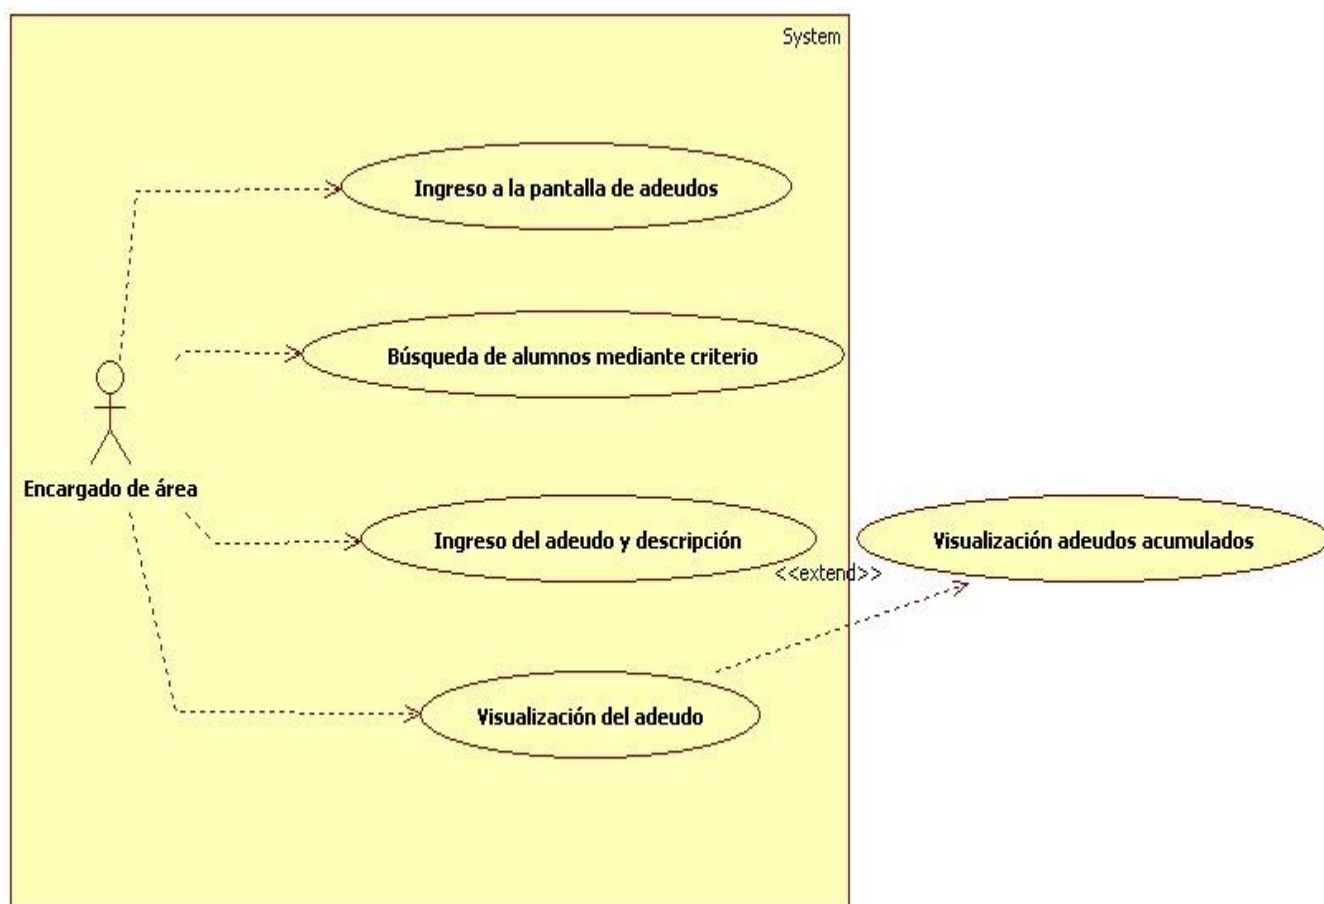 System
Ingreso a la pantalla de adeudos
Búsqueda de alumnos mediante criterio
Encargado de área
Ingreso del adeudo y descripción
Visualización adeudos acumulados
<<extend>>
Visualización del adeudo